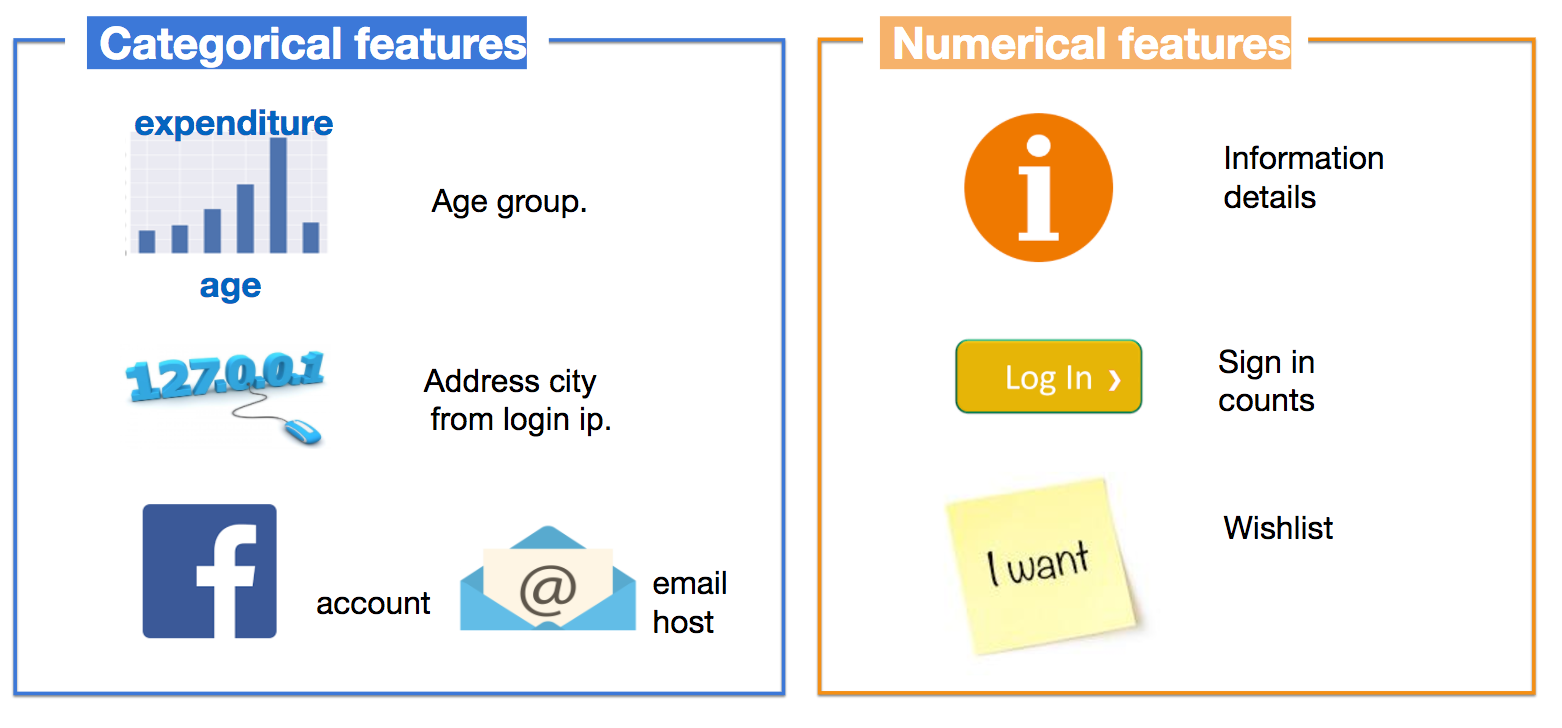 Categorical features
expenditure
Age group.
age
127.0.0.1
Address city
from login ip.
f
account
@
email
host
Numerical features
i
Information
details
Log In ›
Sign in
counts
I want
Wishlist